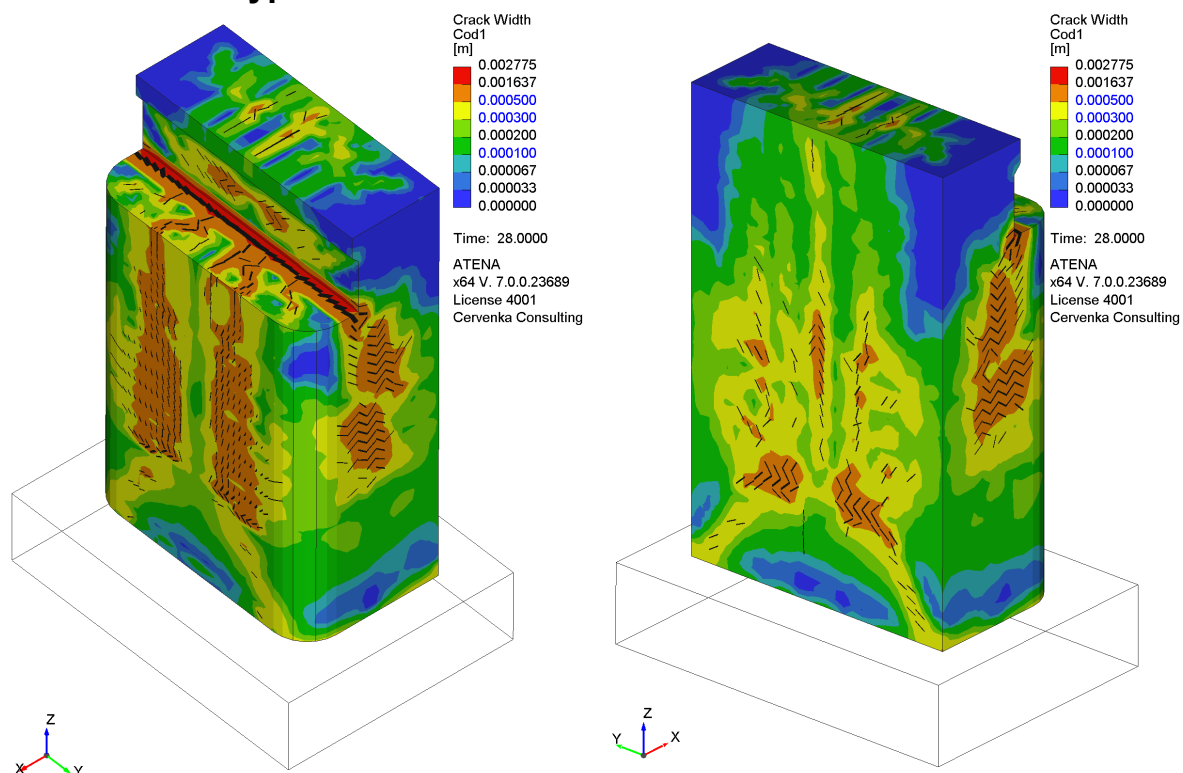 Crack Width
Cod1
[m]
0.002775
0.001637
0.000500
0.000300
0.000200
0.000100
0.000067
0.000033
0.000000
Time: 28.0000
ATENA
x64 V. 7.0.0.23689
License 4001
Cervenka Consulting
Z
X
Y
Crack Width
Cod1
[m]
0.002775
0.001637
0.000500
0.000300
0.000200
0.000100
0.000067
0.000033
0.000000
Time: 28.0000
ATENA
x64 V. 7.0.0.23689
License 4001
Cervenka Consulting
Z
Y
X